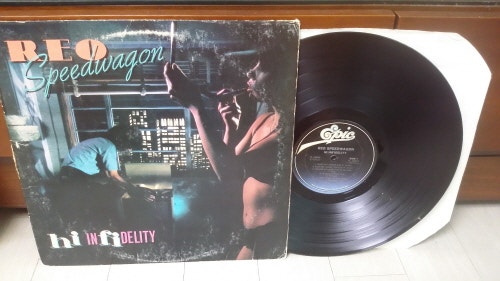 REO
Speedwagon
hi INfiDELITY
Epic
REO SPEEDWAGON
HI INFIDELITY